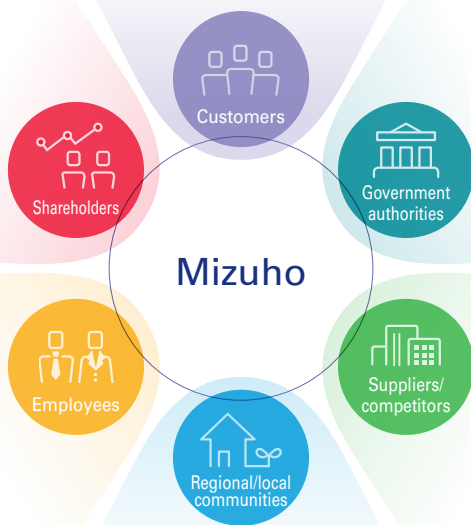 Customers
Shareholders
Government
authorities
Mizuho
Employees
Suppliers/
competitors
Regional/local
communities